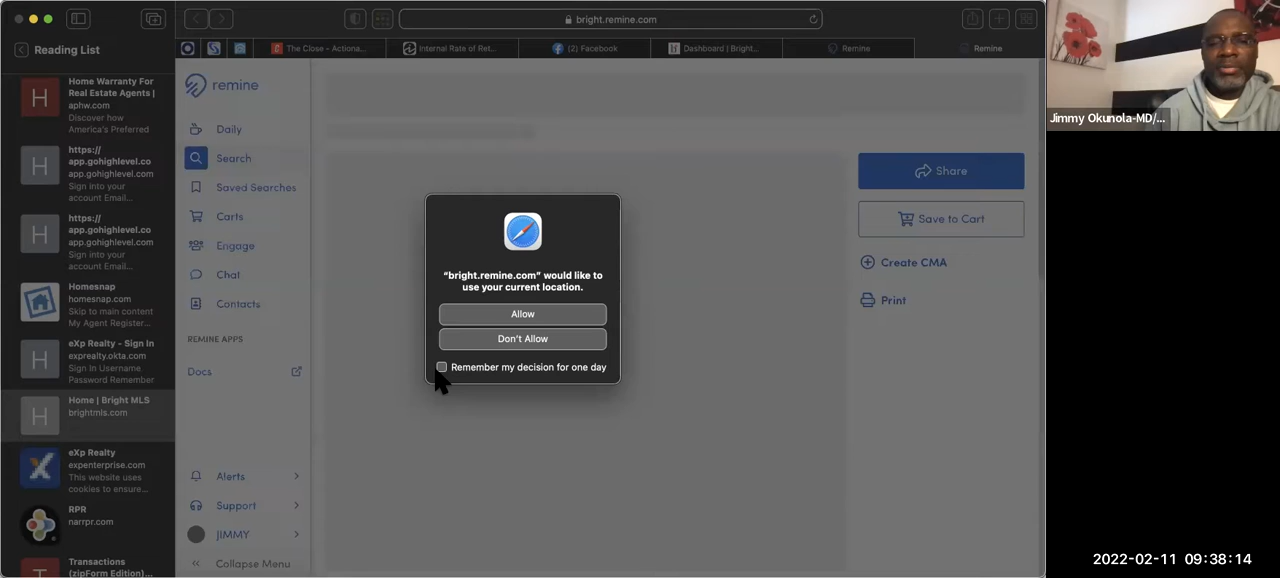 bright.remine.com
Reading List
The Close - Actiona...
Internal Rate of Ret...
(2) Facebook
Dashboard | Bright...
Remine
Remine
Home Warranty For
Real Estate Agents |
aphw.com
Discover how
America's Preferred
https://
app.gohighlevel.co
app.gohighlevel.com
Sign into your
account Email...
https://
app.gohighlevel.co
app.gohighlevel.com
Sign into your
account Email...
Homesnap
homesnap.com
Skip to main content
My Agent Register...
eXp Realty - Sign In
exprealty.okta.com
Sign In Username
Password Remember
Home | Bright MLS
brightmls.com
eXp Realty
expenterprise.com
This website uses
cookies to ensure...
RPR
narrpr.com
Transactions
(zipForm Edition)...
H
H
H
H
H
T
remine
Daily
Search
Saved Searches
Carts
Engage
Chat
Contacts
REMINE APPS
Docs
Alerts
Support
JIMMY
Collapse Menu
"bright.remine.com" would like to
use your current location.
Allow
Don't Allow
Remember my decision for one day
Share
Save to Cart
Create CMA
Print
Jimmy Okunola-MD/...
2022-02-11 09:38:14